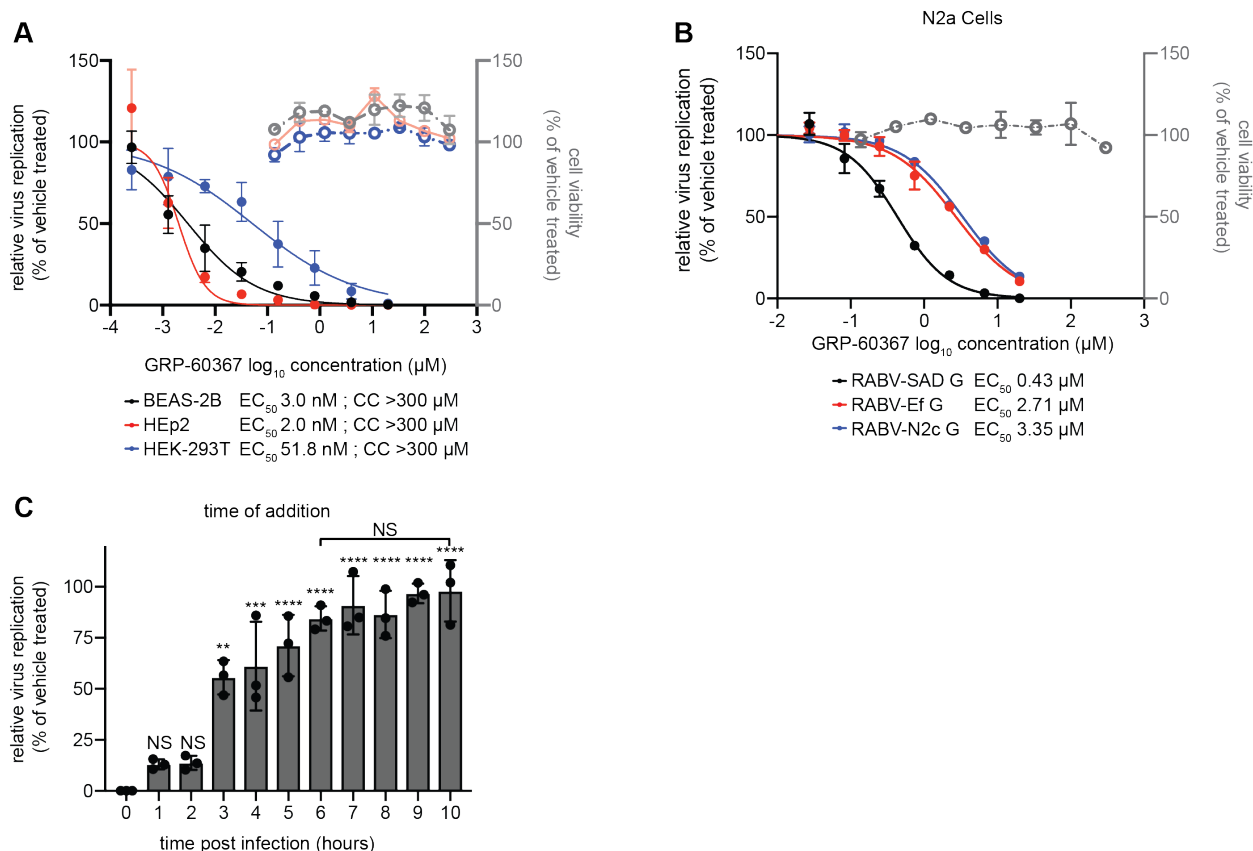 A
150
100
50
0
relative virus replication
(% of vehicle treated)
150
100
50
0
cell viability
(% of vehicle treated)
-4 -3 -2 -1 0 1 2 3
GRP-60367 log10 concentration (µM)
BEAS-2B EC50 3.0 nM ; CC >300 µM
HEp2 EC50 2.0 nM ; CC >300 µM
HEK-293T EC50 51.8 nM ; CC >300 µM
B
N2a Cells
150
100
50
0
relative virus replication
(% of vehicle treated)
150
100
50
0
cell viability
(% of vehicle treated)
-2 -1 0 1 2 3
GRP-60367 log10 concentration (µM)
RABV-SAD G EC50 0.43 µM
RABV-Ef G EC50 2.71 µM
RABV-N2c G EC50 3.35 µM
C
time of addition
NS
NS NS ** *** **** **** **** **** **** ****
100
75
50
25
0
relative virus replication
(% of vehicle treated)
0 1 2 3 4 5 6 7 8 9 10
time post infection (hours)